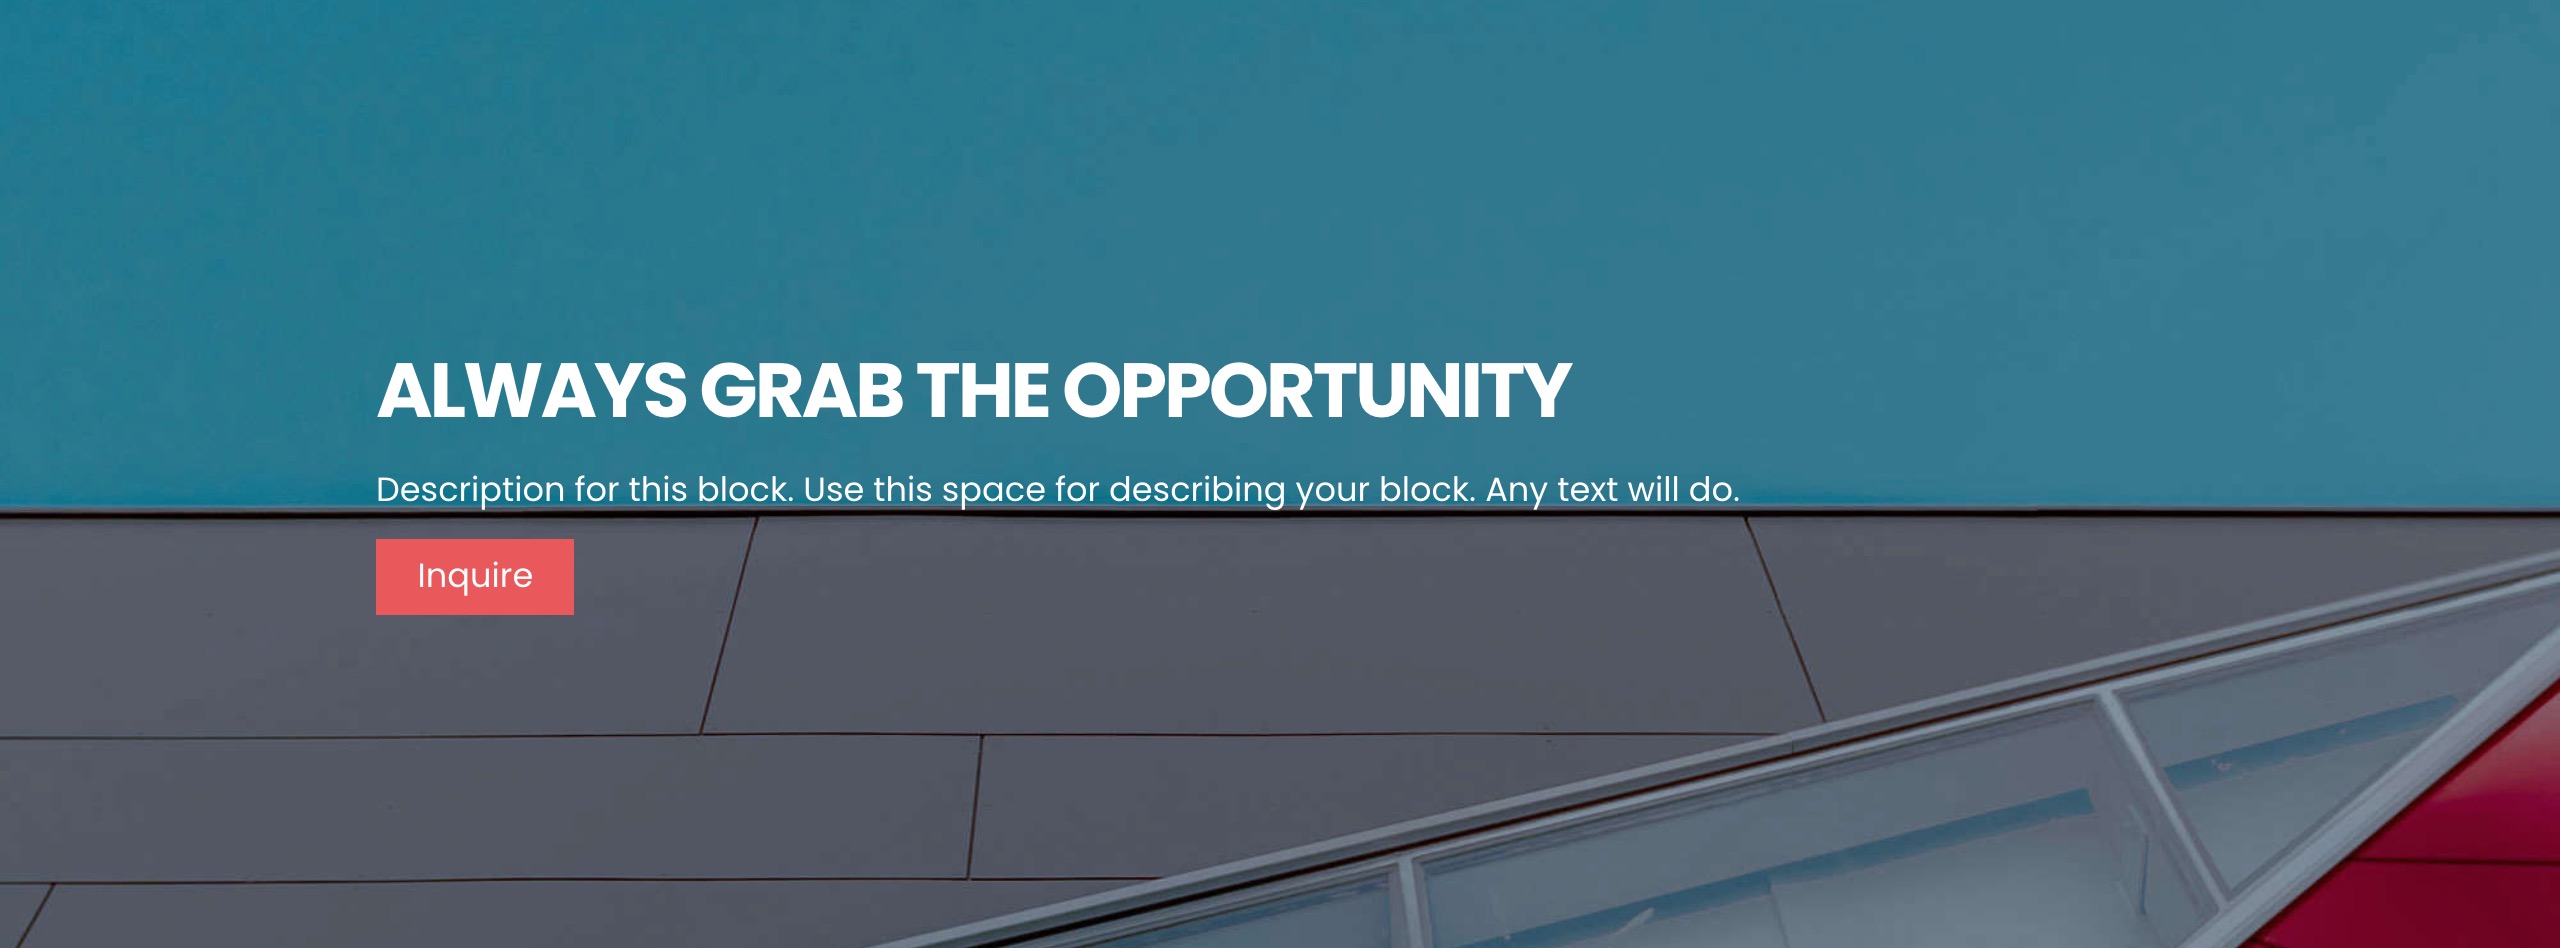 ALWAYS GRAB THE OPPORTUNITY
Description for this block. Use this space for describing your block. Any text will do.
Inquire